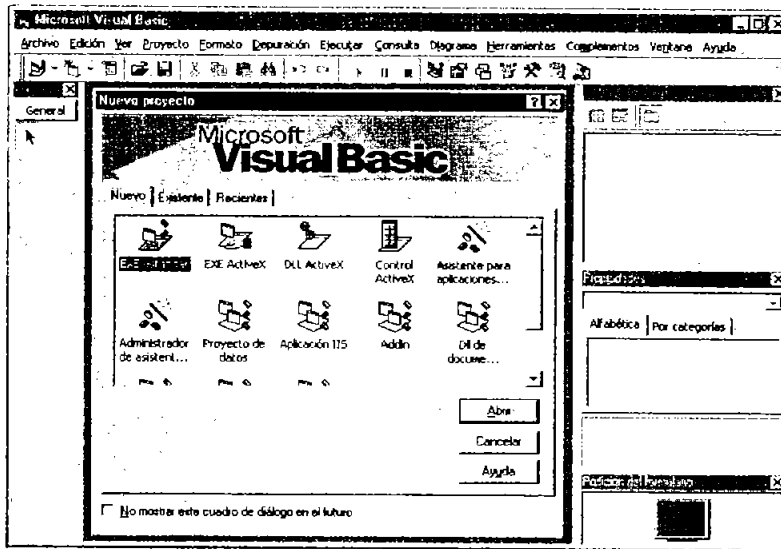 Microsoft Visual Basic
Archivo Edición Ver Proyecto Formato Depuración Ejecutar Consulta Diagrama Herramientas Complementos Ventana Ayuda
General
Nuevo proyecto
Microsoft
Visual Basic
Nuevo Existente Recientes
EXE estándar EXE ActiveX DLL ActiveX Control ActiveX Asistente para aplicaciones...
Administrador de asistent... Proyecto de datos Aplicación IIS Addin Dll de docume...
Abrir
Cancelar
Ayuda
No mostrar este cuadro de diálogo en el futuro
Propiedades
Alfabética Por categorías
Posición del formulario